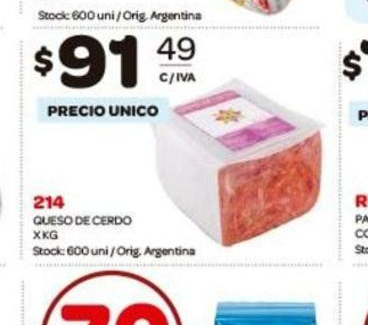 Stock: 600 uni / Orig. Argentina
$91 49
C/IVA
PRECIO UNICO
214
QUESO DE CERDO
X KG
Stock: 600 uni / Orig. Argentina
$
P
R
PA
CO
Sto